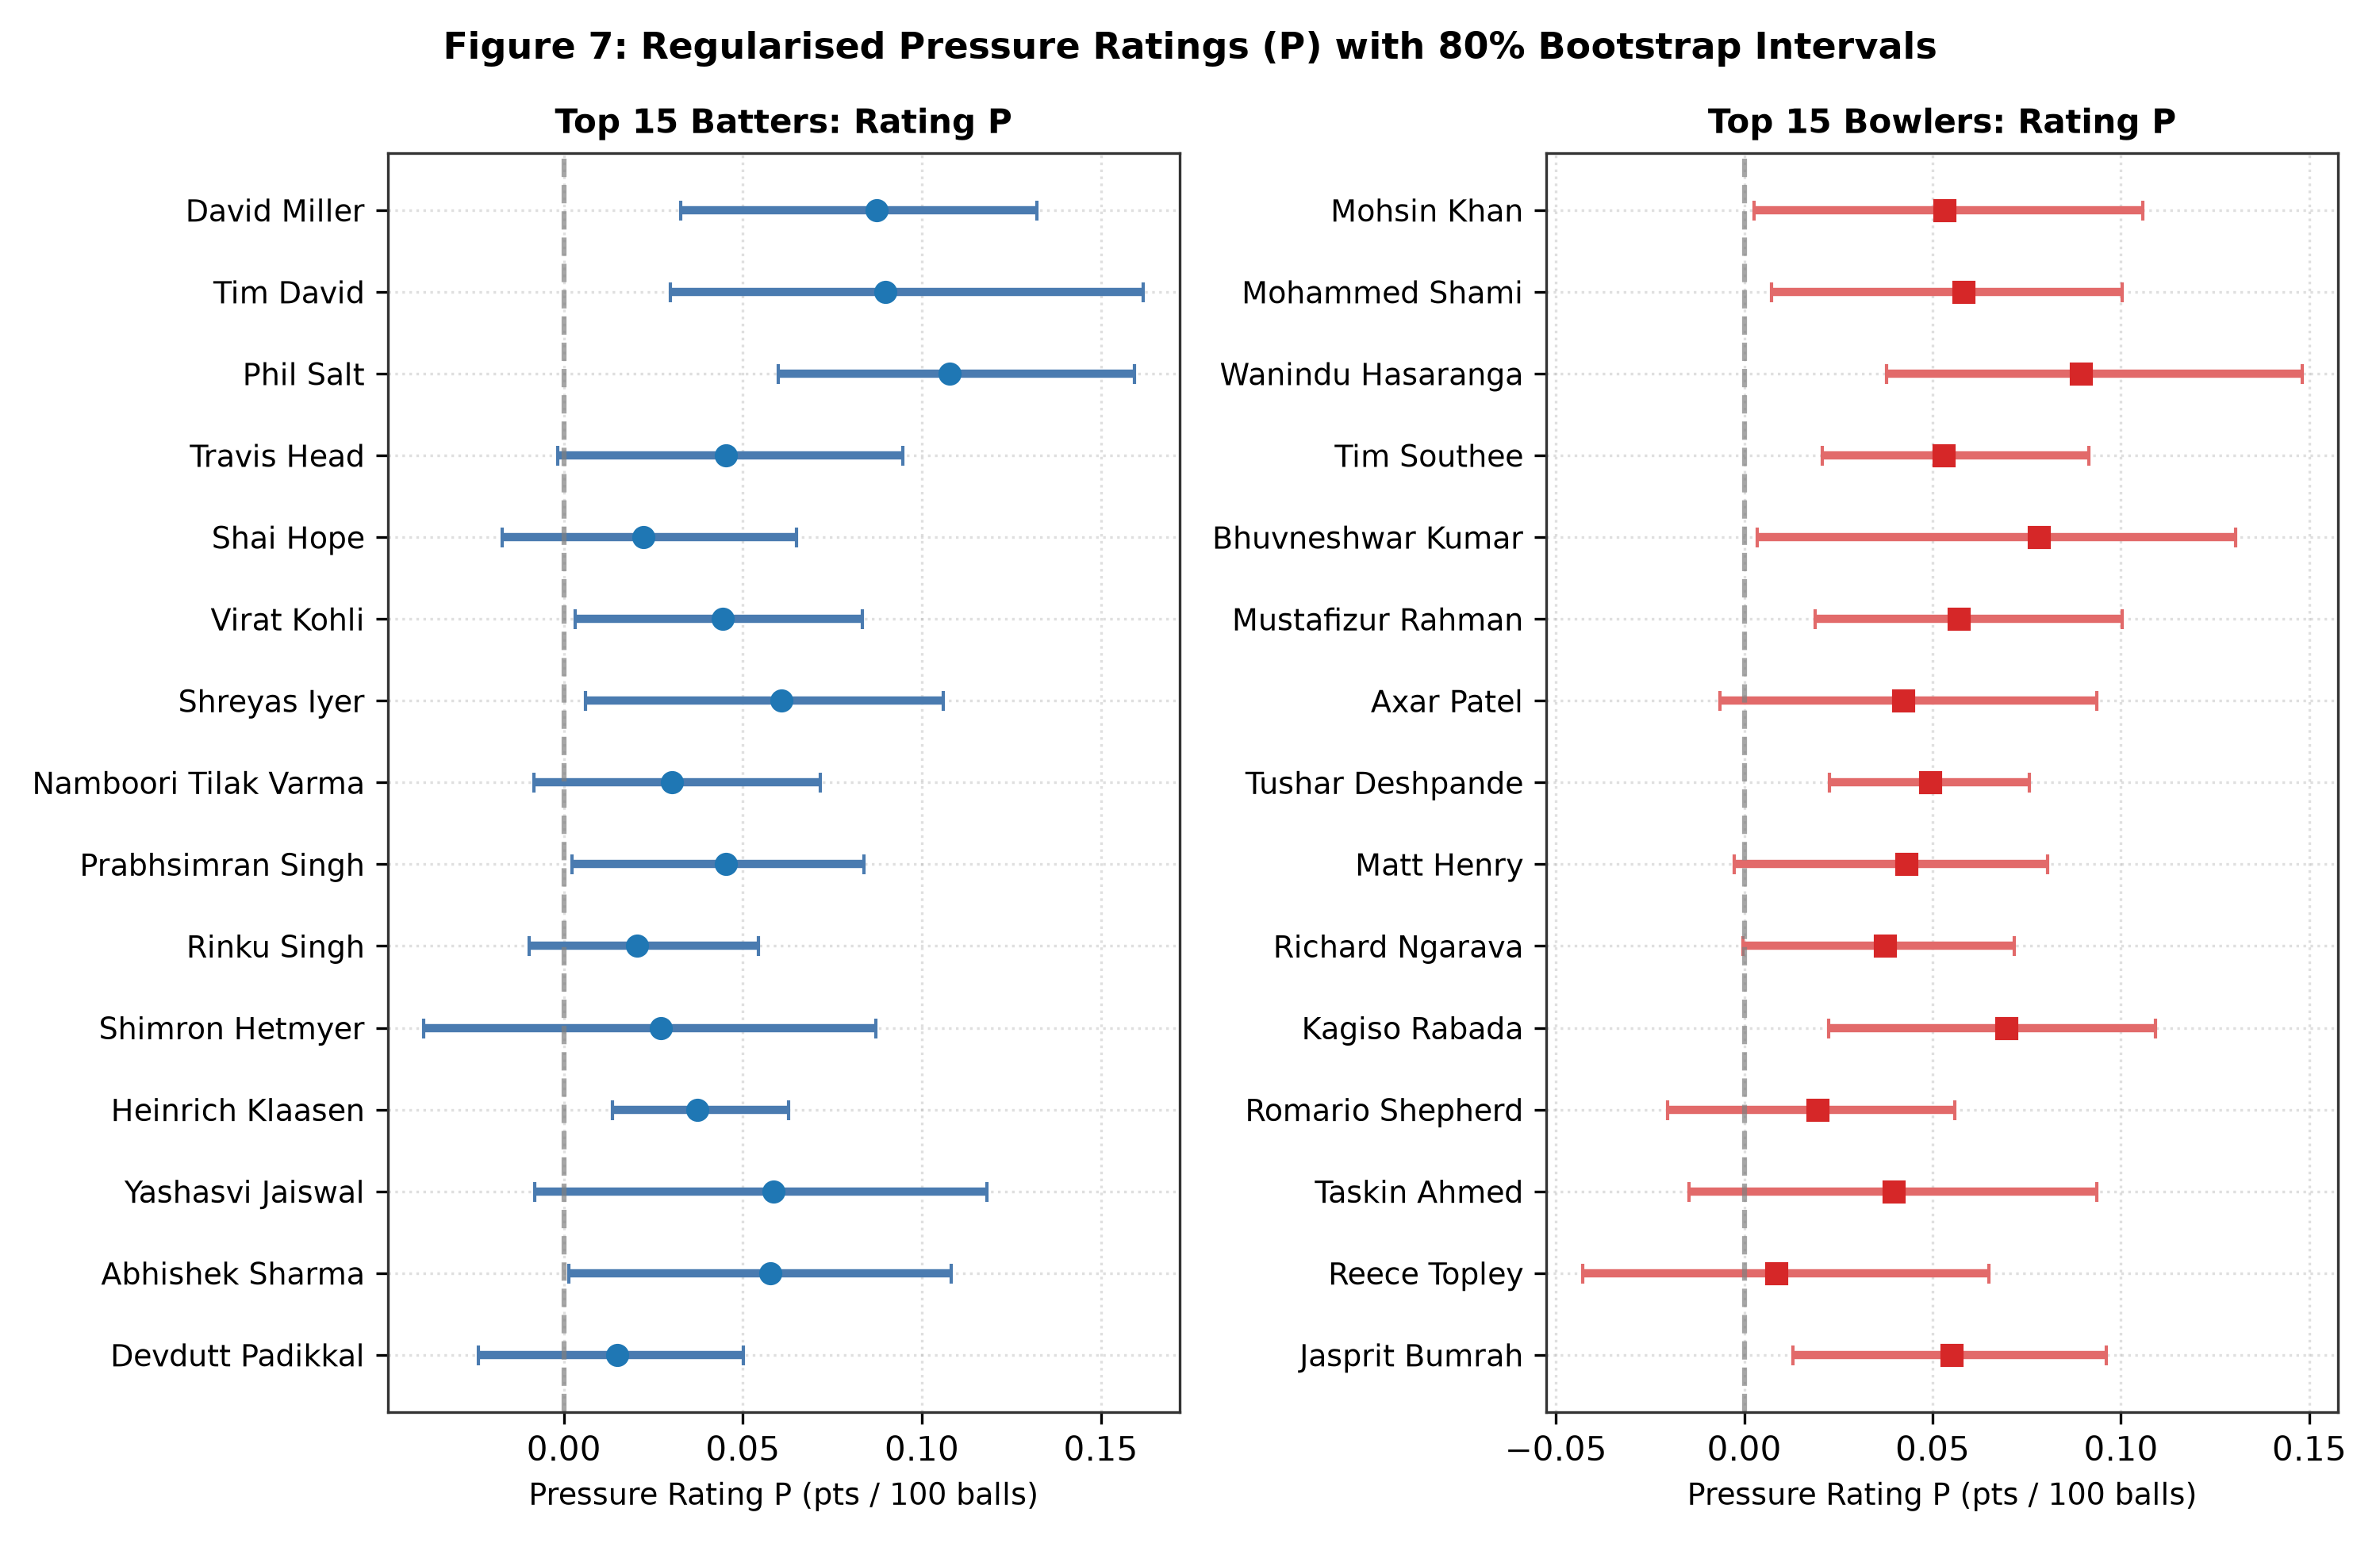 Figure 7: Regularised Pressure Ratings (P) with 80% Bootstrap Intervals
Top 15 Batters: Rating P
David Miller
Tim David
Phil Salt
Travis Head
Shai Hope
Virat Kohli
Shreyas Iyer
Namboori Tilak Varma
Prabhsimran Singh
Rinku Singh
Shimron Hetmyer
Heinrich Klaasen
Yashasvi Jaiswal
Abhishek Sharma
Devdutt Padikkal
0.00 0.05 0.10 0.15
Pressure Rating P (pts / 100 balls)
Top 15 Bowlers: Rating P
Mohsin Khan
Mohammed Shami
Wanindu Hasaranga
Tim Southee
Bhuvneshwar Kumar
Mustafizur Rahman
Axar Patel
Tushar Deshpande
Matt Henry
Richard Ngarava
Kagiso Rabada
Romario Shepherd
Taskin Ahmed
Reece Topley
Jasprit Bumrah
−0.05 0.00 0.05 0.10 0.15
Pressure Rating P (pts / 100 balls)